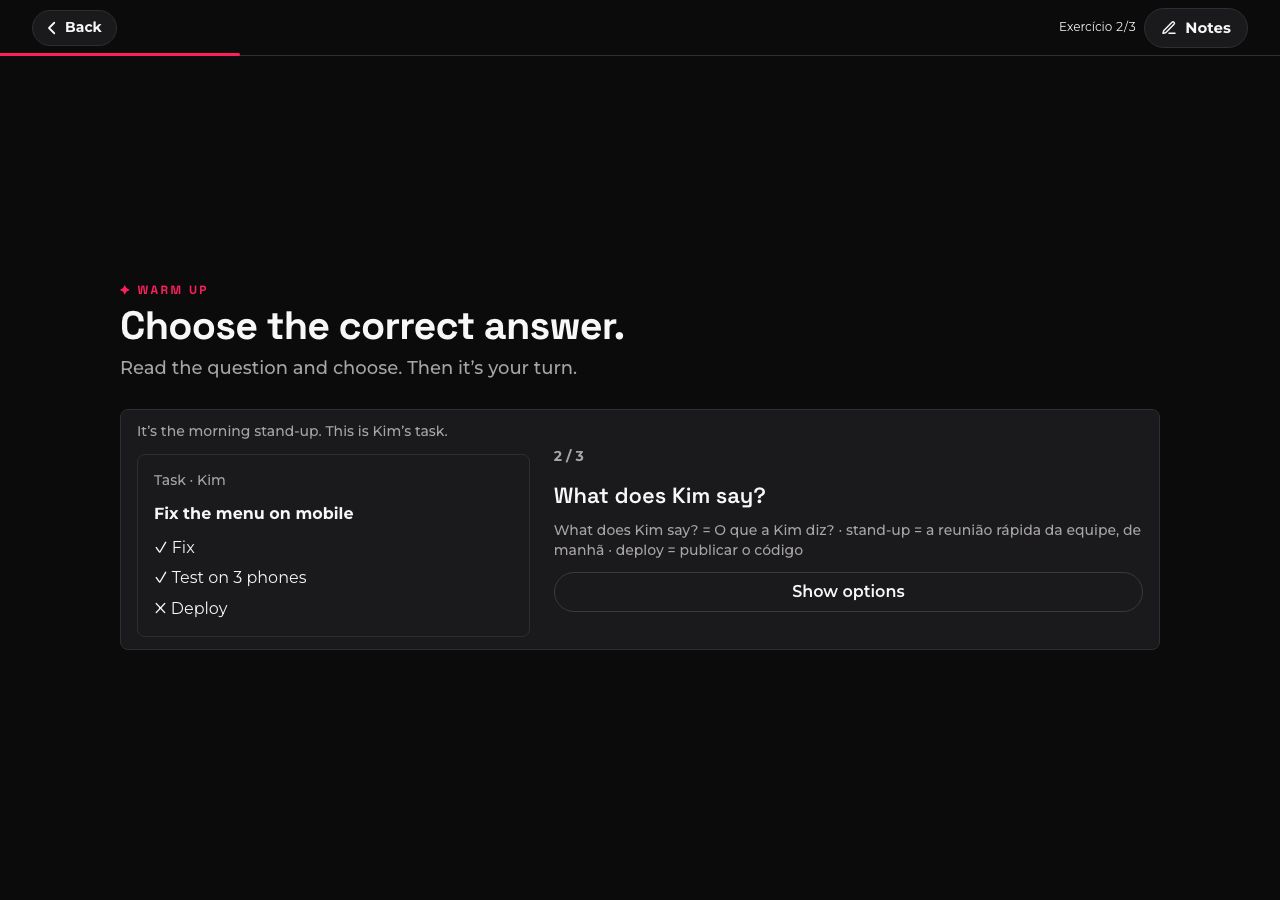 Back
Exercício 2/3
Notes
WARM UP
Choose the correct answer.
Read the question and choose. Then it’s your turn.
It’s the morning stand-up. This is Kim’s task.
Task · Kim
Fix the menu on mobile
✓ Fix
✓ Test on 3 phones
✕ Deploy
2 / 3
What does Kim say?
What does Kim say? = O que a Kim diz? · stand-up = a reunião rápida da equipe, de
manhã · deploy = publicar o código
Show options